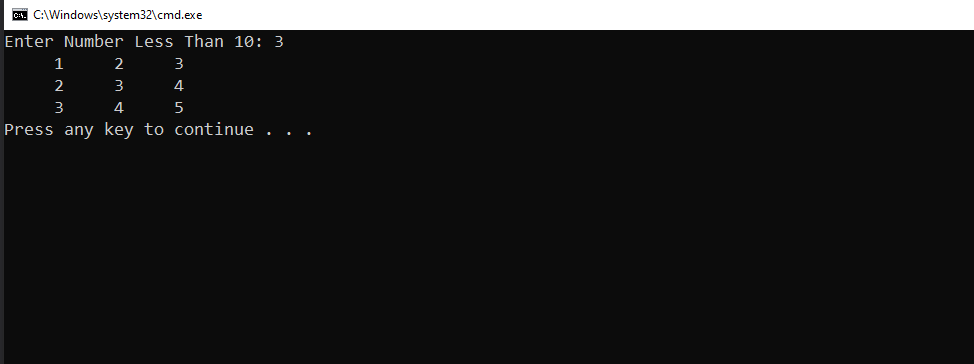 C:\Windows\system32\cmd.exe
Enter Number Less Than 10: 3
     1     2     3
     2     3     4
     3     4     5
Press any key to continue . . .